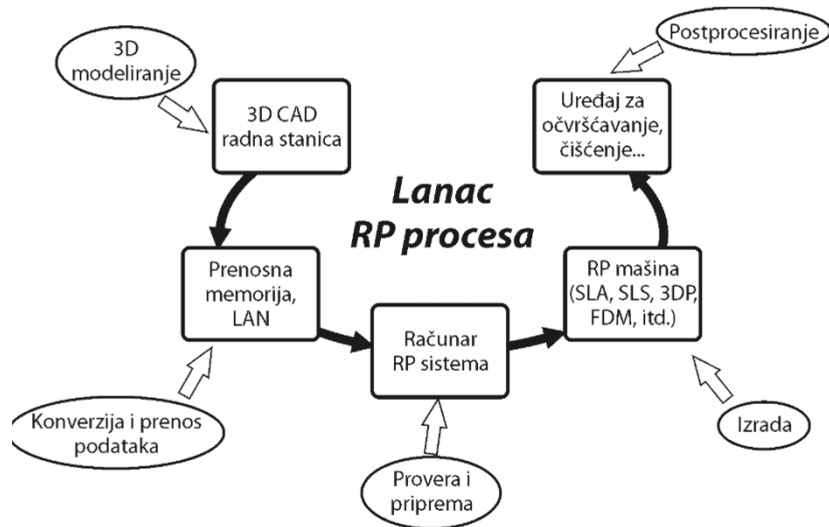 3D
modeliranje
3D CAD
radna stanica
Postprocesiranje
Uređaj za
očvršćavanje,
čišćenje...
Lanac
RP procesa
Prenosna
memorija,
LAN
Računar
RP sistema
RP mašina
(SLA, SLS, 3DP,
FDM, itd.)
Konverzija i prenos
podataka
Provera i
priprema
Izrada